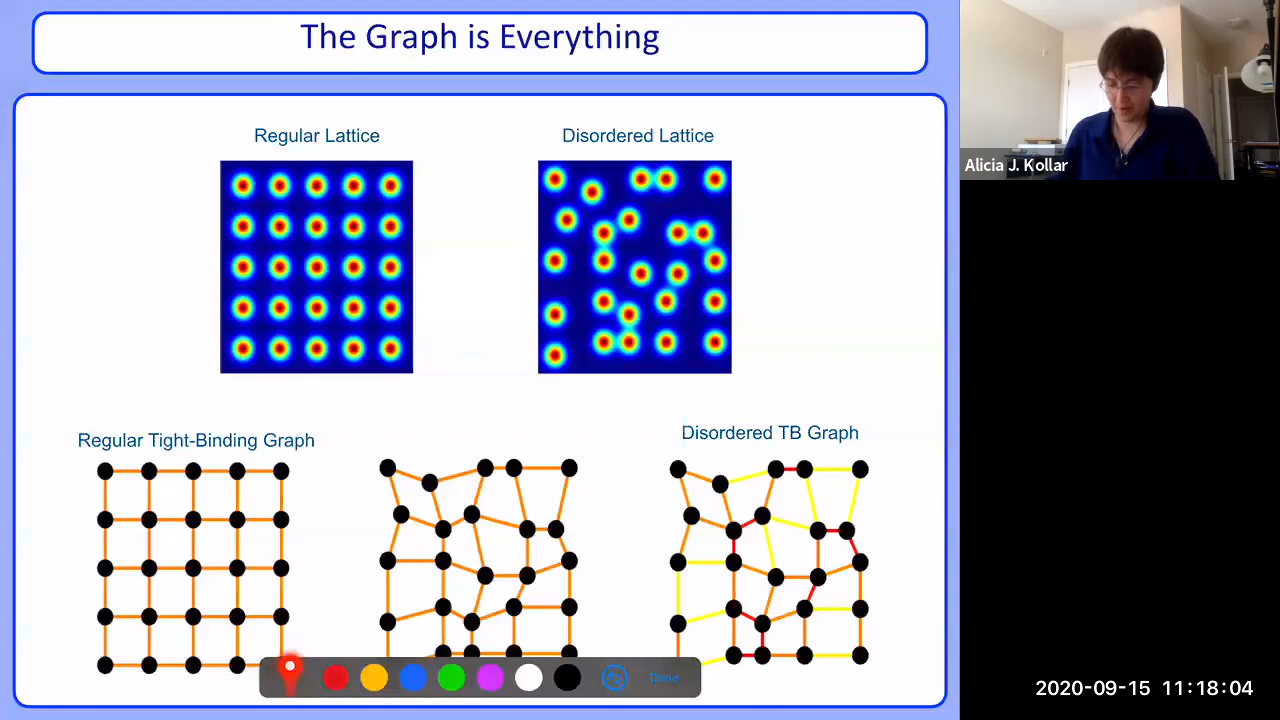 The Graph is Everything
Regular Lattice
Disordered Lattice
Alicia J. Kollar
Regular Tight-Binding Graph
Disordered TB Graph
Done
2020-09-15 11:18:04